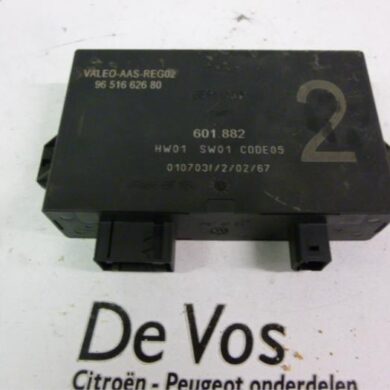 VALEO-AAS-REG02
96 516 626 80
2
601.882
HW01 SW01 CODE05
010703f/2/02/67
De Vos
Citroën - Peugeot onderdelen